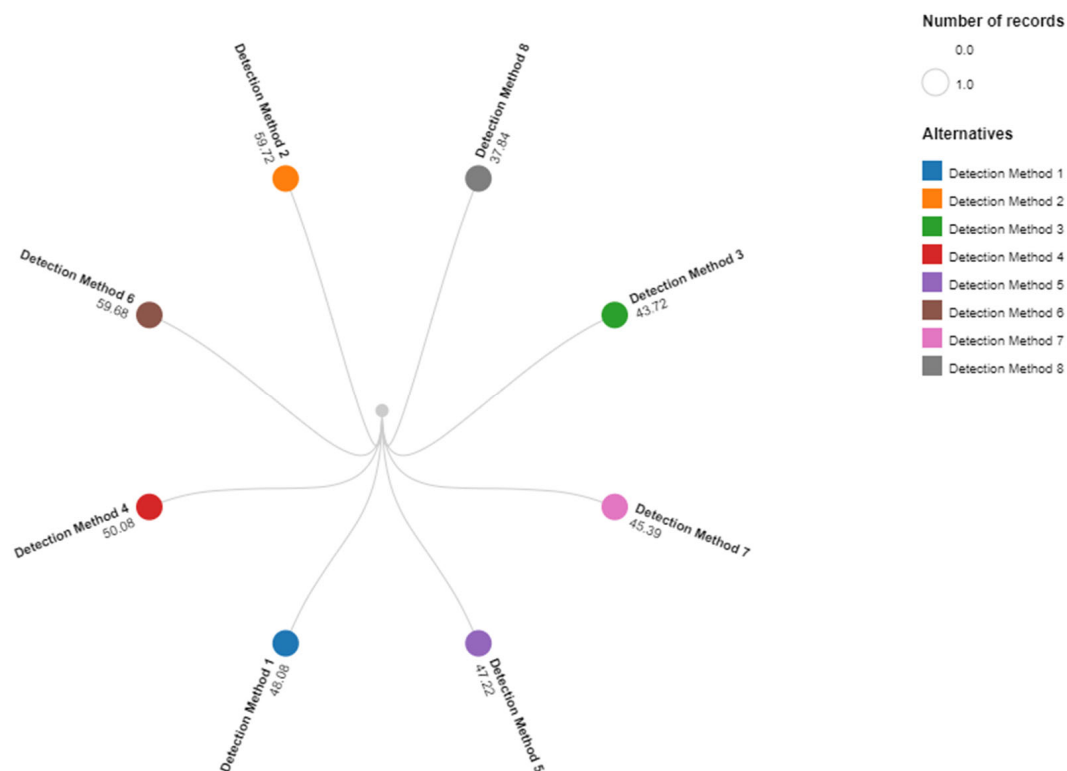 Number of records
0.0
1.0
Alternatives
Detection Method 1
Detection Method 2
Detection Method 3
Detection Method 4
Detection Method 5
Detection Method 6
Detection Method 7
Detection Method 8
Detection Method 2
59.72
Detection Method 8
37.84
Detection Method 6
59.68
Detection Method 3
43.72
Detection Method 4
50.08
Detection Method 7
45.39
Detection Method 1
48.08
Detection Method 5
47.22